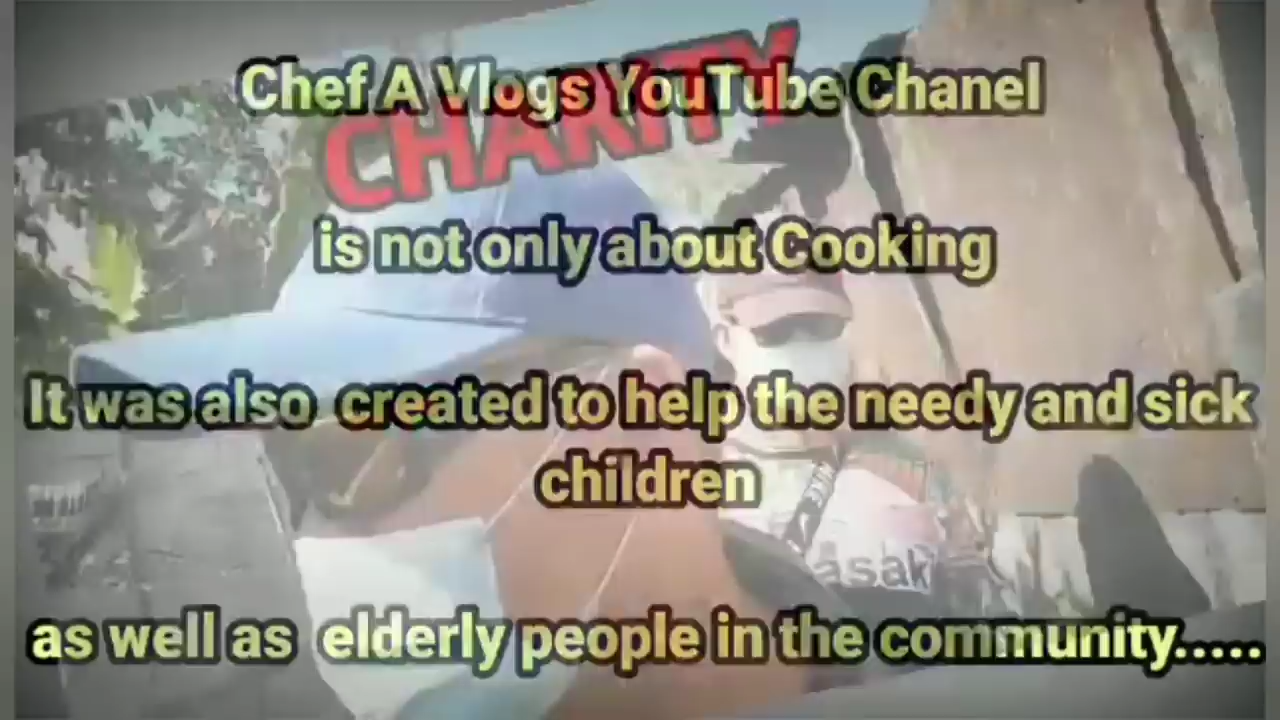 Chef A Vlogs YouTube Chanel
CHARITY
is not only about Cooking
It was also created to help the needy and sick
children
asak
as well as elderly people in the community.....